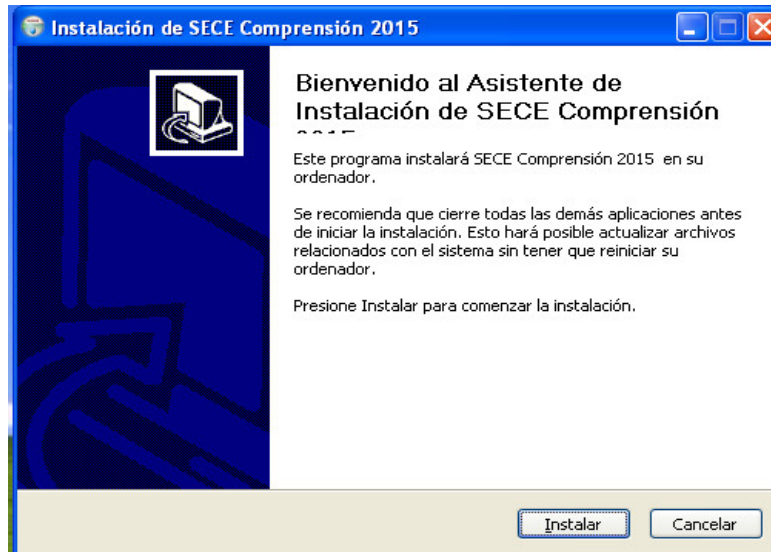 Instalación de SECE Comprensión 2015
Bienvenido al Asistente de
Instalación de SECE Comprensión
2015
Este programa instalará SECE Comprensión 2015 en su
ordenador.
Se recomienda que cierre todas las demás aplicaciones antes
de iniciar la instalación. Esto hará posible actualizar archivos
relacionados con el sistema sin tener que reiniciar su
ordenador.
Presione Instalar para comenzar la instalación.
Instalar
Cancelar